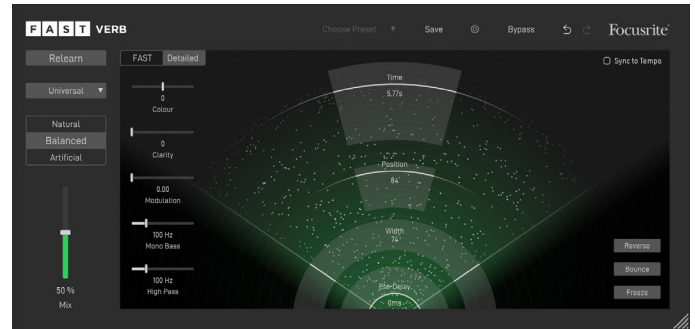 FAST VERB
Choose Preset
Save
Bypass
Focusrite
Relearn
FAST
Detailed
Sync to Tempo
Time
5.77s
Universal
0
Colour
Natural
Balanced
Artificial
0
Clarity
Position
84°
0.00
Modulation
100 Hz
Mono Bass
Width
74°
Reverse
Bounce
Freeze
100 Hz
High Pass
Pre-Delay
0ms
50 %
Mix